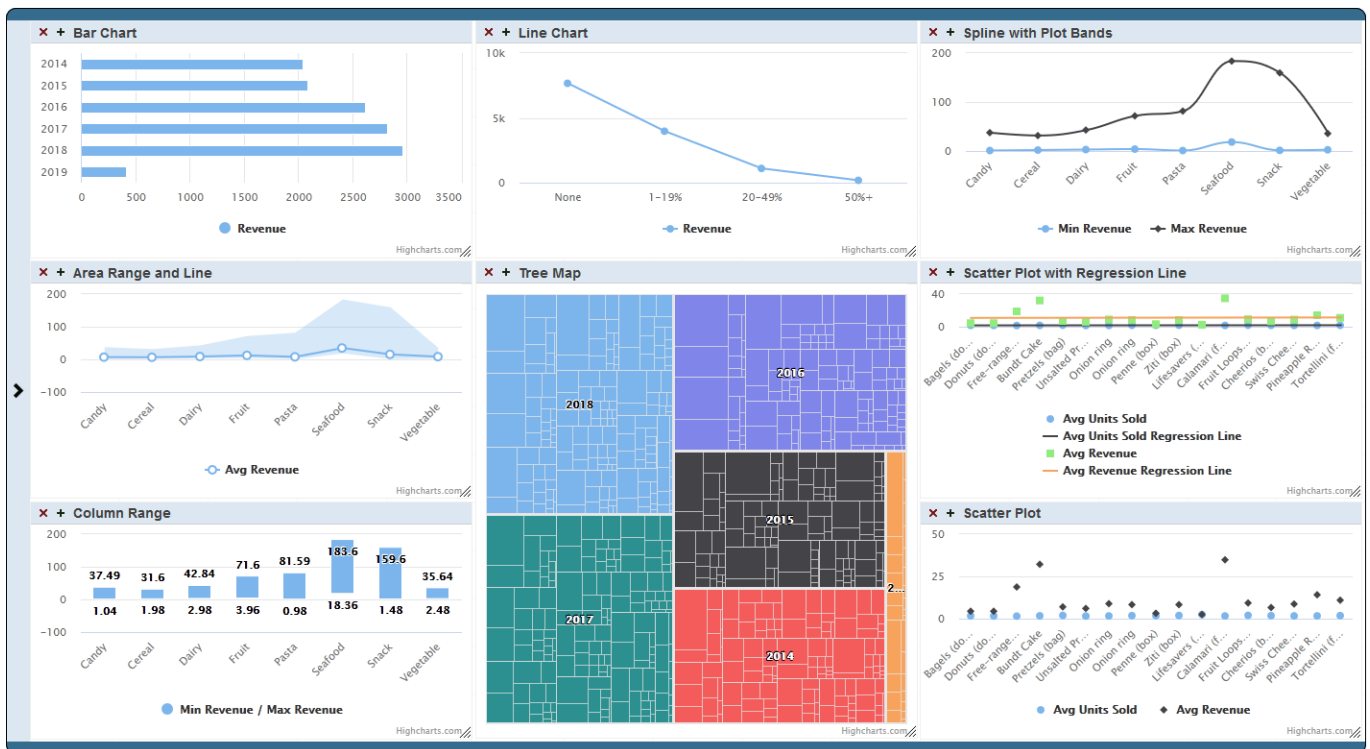 × + Bar Chart
2014
2015
2016
2017
2018
2019
0 500 1000 1500 2000 2500 3000 3500
Revenue
Highcharts.com
× + Line Chart
10k
5k
0
None 1-19% 20-49% 50%+
Revenue
Highcharts.com
× + Spline with Plot Bands
200
100
0
Candy Cereal Dairy Fruit Pasta Seafood Snack Vegetable
Min Revenue Max Revenue
Highcharts.com
× + Area Range and Line
200
100
0
-100
Candy Cereal Dairy Fruit Pasta Seafood Snack Vegetable
Avg Revenue
Highcharts.com
× + Tree Map
2018
2016
2015
2...
2017
2014
Highcharts.com
× + Scatter Plot with Regression Line
40
20
0
Bagels (do... Donuts (do... Free-range... Bundt Cake Pretzels (bag) Unsalted Pr... Onion ring Onion ring Penne (box) Ziti (box) Lifesavers (... Calamari (f... Fruit Loops... Cheerios (b... Swiss Chee... Pineapple R... Tortellini (f...
Avg Units Sold
Avg Units Sold Regression Line
Avg Revenue
Avg Revenue Regression Line
Highcharts.com
× + Column Range
200
100
0
-100
37.49 31.6 42.84 71.6 81.59 183.6 159.6 35.64
1.04 1.98 2.98 3.96 0.98 18.36 1.48 2.48
Candy Cereal Dairy Fruit Pasta Seafood Snack Vegetable
Min Revenue / Max Revenue
Highcharts.com
× + Scatter Plot
50
25
0
Bagels (do... Donuts (do... Free-range... Bundt Cake Pretzels (bag) Unsalted Pr... Onion ring Onion ring Penne (box) Ziti (box) Lifesavers (... Calamari (f... Fruit Loops... Cheerios (b... Swiss Chee... Pineapple R... Tortellini (f...
Avg Units Sold Avg Revenue
Highcharts.com